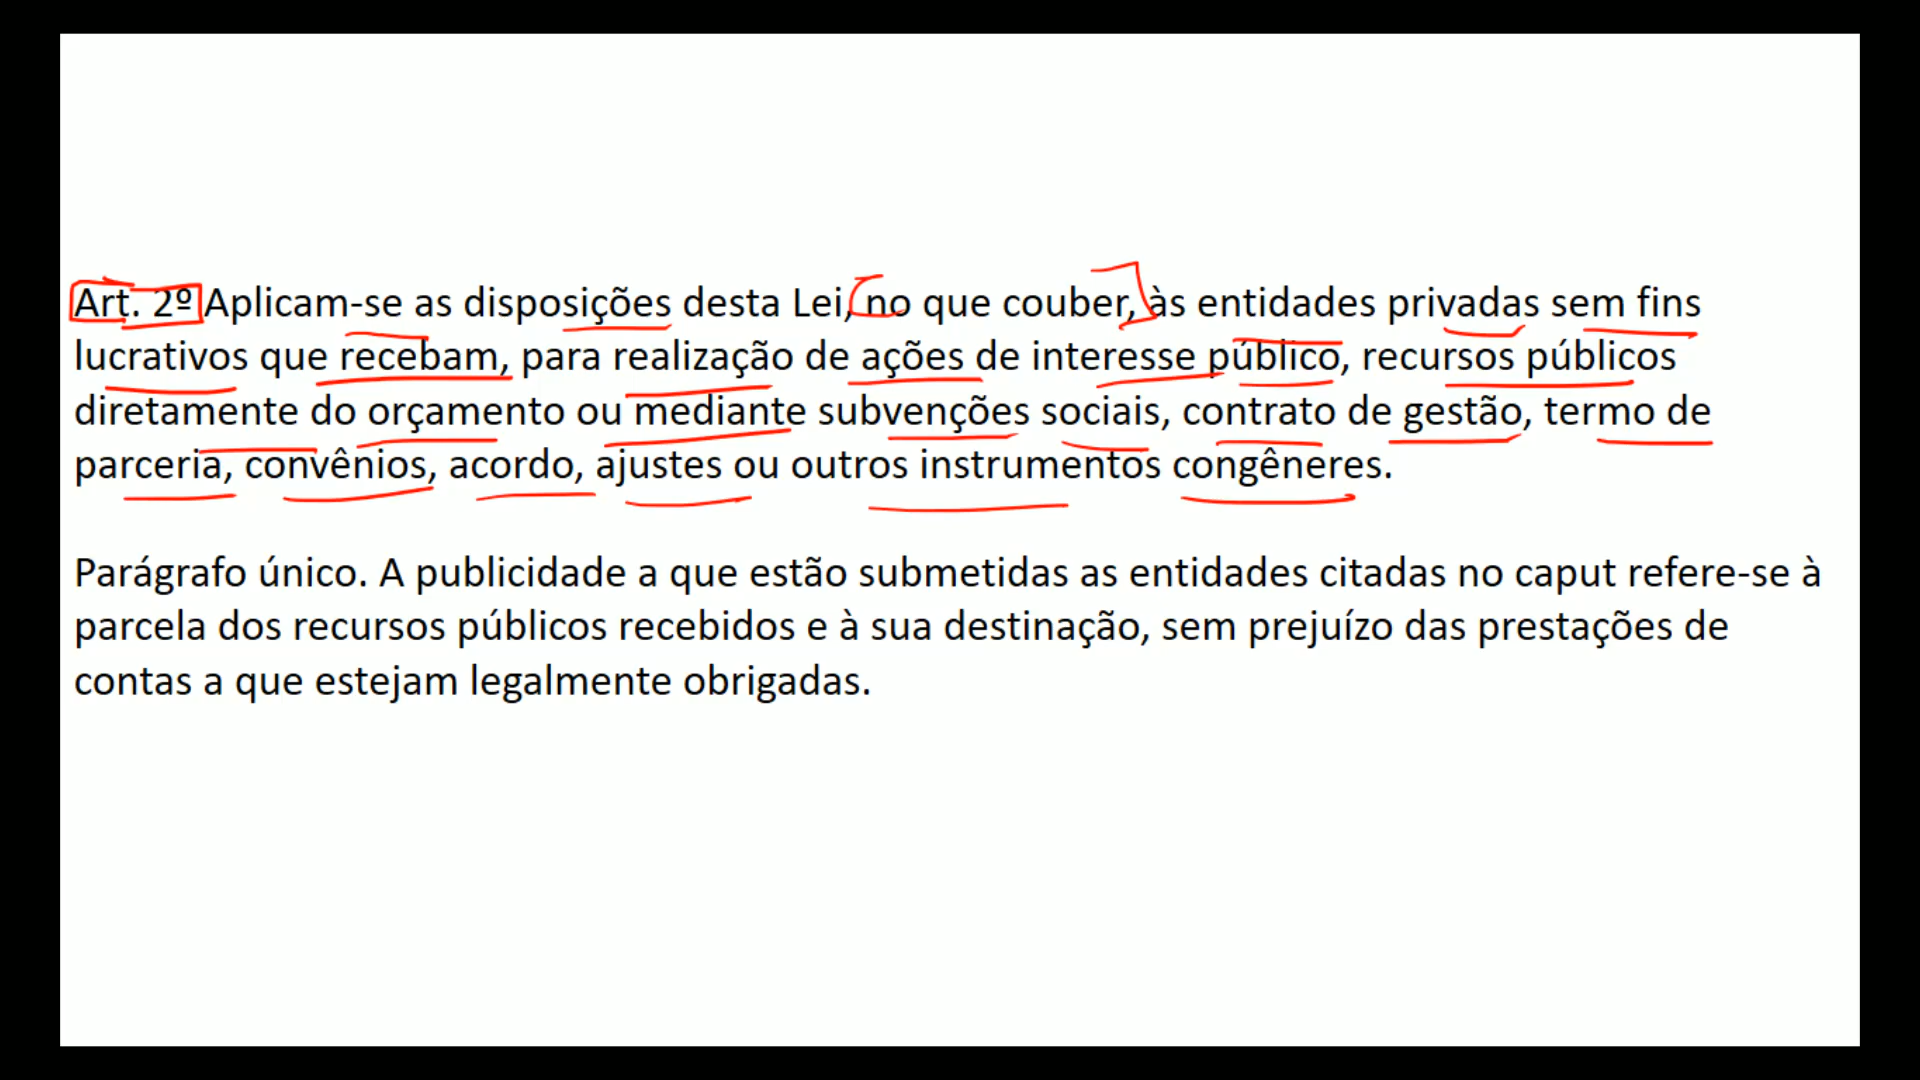 Art. 2º Aplicam-se as disposições desta Lei, no que couber, às entidades privadas sem fins
lucrativos que recebam, para realização de ações de interesse público, recursos públicos
diretamente do orçamento ou mediante subvenções sociais, contrato de gestão, termo de
parceria, convênios, acordo, ajustes ou outros instrumentos congêneres.
Parágrafo único. A publicidade a que estão submetidas as entidades citadas no caput refere-se à
parcela dos recursos públicos recebidos e à sua destinação, sem prejuízo das prestações de
contas a que estejam legalmente obrigadas.